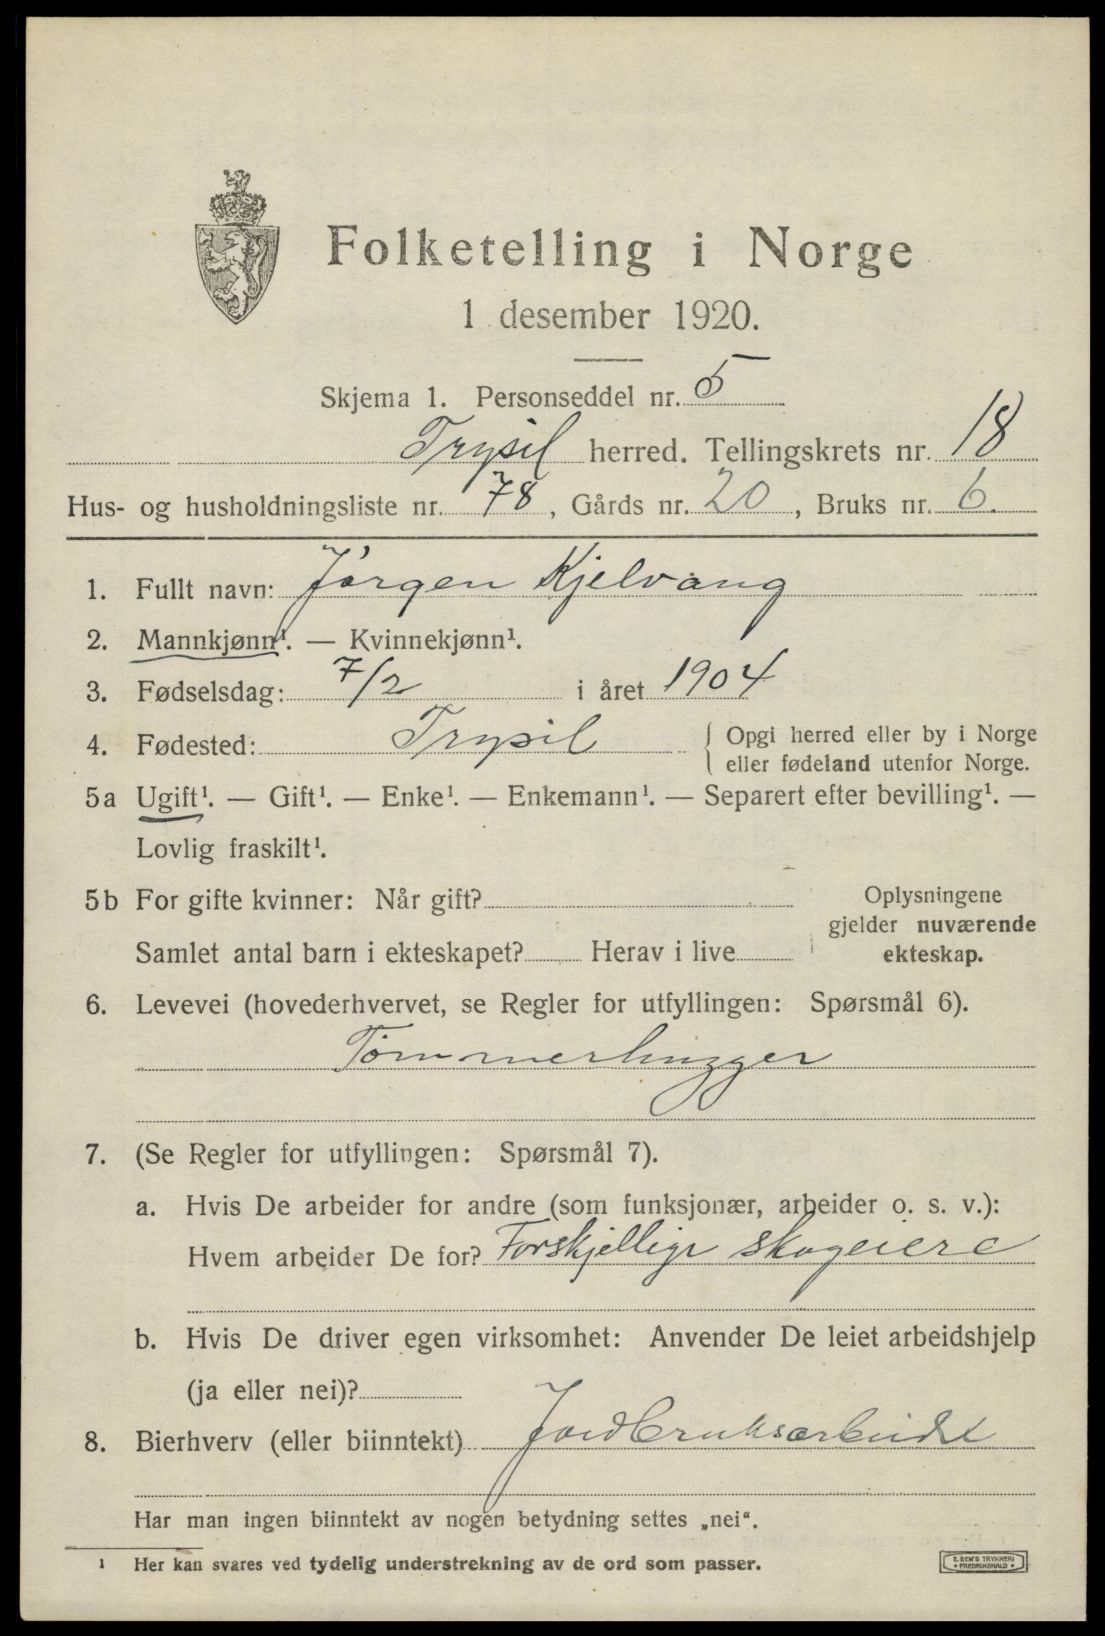 Folketelling i Norge
1 desember 1920.
Skjema 1. Personseddel nr. 5
Trysil herred. Tellingskrets nr. 18
Hus- og husholdningsliste nr. 78, Gårds nr. 20, Bruks nr. 6.
1. Fullt navn: Jørgen Kjelvang
2. Mannkjønn¹. — Kvinnekjønn¹.
3. Fødselsdag: 7/2 i året 1904
4. Fødested: Trysil { Opgi herred eller by i Norge
eller fødeland utenfor Norge.
5a Ugift¹. — Gift¹. — Enke¹. — Enkemann¹. — Separert efter bevilling¹. —
Lovlig fraskilt¹.
5b For gifte kvinner: Når gift? Oplysningene
gjelder nuværende
Samlet antal barn i ekteskapet? Herav i live ekteskap.
6. Levevei (hovederhvervet, se Regler for utfyllingen: Spørsmål 6).
Tømmerhugger
7. (Se Regler for utfyllingen: Spørsmål 7).
a. Hvis De arbeider for andre (som funksjonær, arbeider o. s. v.):
Hvem arbeider De for? Forskjellige skogeiere
b. Hvis De driver egen virksomhet: Anvender De leiet arbeidshjelp
(ja eller nei)?
8. Bierhverv (eller biinntekt) Jordbruksarbeide
Har man ingen biinntekt av nogen betydning settes „nei“.
¹ Her kan svares ved tydelig understrekning av de ord som passer.
E. SEM'S TRYKKERI
FREDRIKSHALD